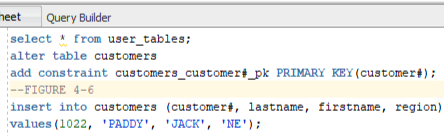 heet Query Builder
select * from user_tables;
alter table customers
add constraint customers_customer#_pk PRIMARY KEY(customer#);
--FIGURE 4-6
insert into customers (customer#, lastname, firstname, region)
values(1022, 'PADDY', 'JACK', 'NE');